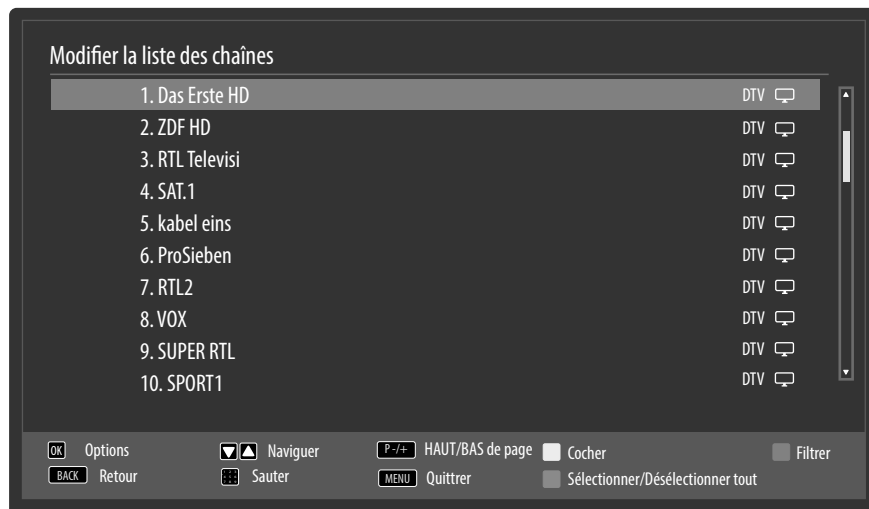 Modifier la liste des chaînes
1. Das Erste HD DTV
2. ZDF HD DTV
3. RTL Televisi DTV
4. SAT.1 DTV
5. kabel eins DTV
6. ProSieben DTV
7. RTL2 DTV
8. VOX DTV
9. SUPER RTL DTV
10. SPORT1 DTV
OK Options Naviguer P -/+ HAUT/BAS de page Cocher Filtrer
BACK Retour Sauter MENU Quittrer Sélectionner/Désélectionner tout